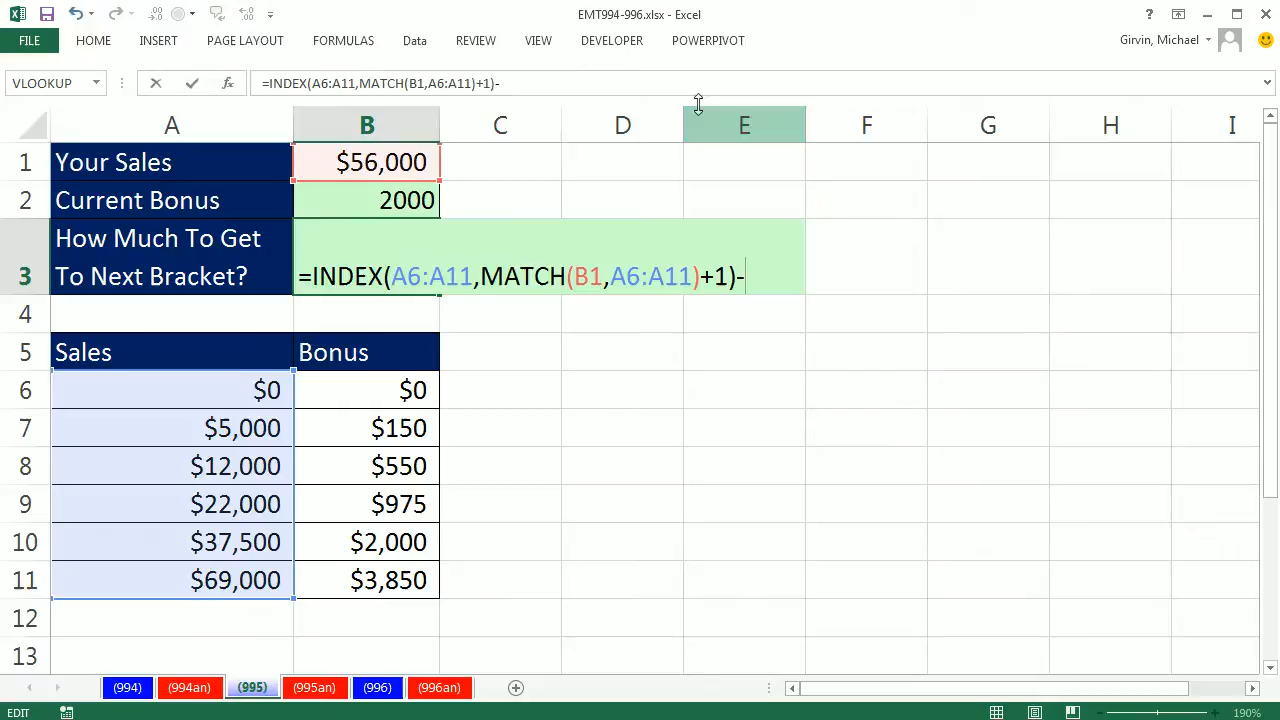 EMT994-996.xlsx - Excel
FILE HOME INSERT PAGE LAYOUT FORMULAS Data REVIEW VIEW DEVELOPER POWERPIVOT Girvin, Michael
VLOOKUP fx =INDEX(A6:A11,MATCH(B1,A6:A11)+1)-
A B C D E F G H I
1 Your Sales $56,000
2 Current Bonus 2000
How Much To Get
3 To Next Bracket? =INDEX(A6:A11,MATCH(B1,A6:A11)+1)-
4
5 Sales Bonus
6 $0 $0
7 $5,000 $150
8 $12,000 $550
9 $22,000 $975
10 $37,500 $2,000
11 $69,000 $3,850
12
13
(994) (994an) (995) (995an) (996) (996an)
EDIT 190%